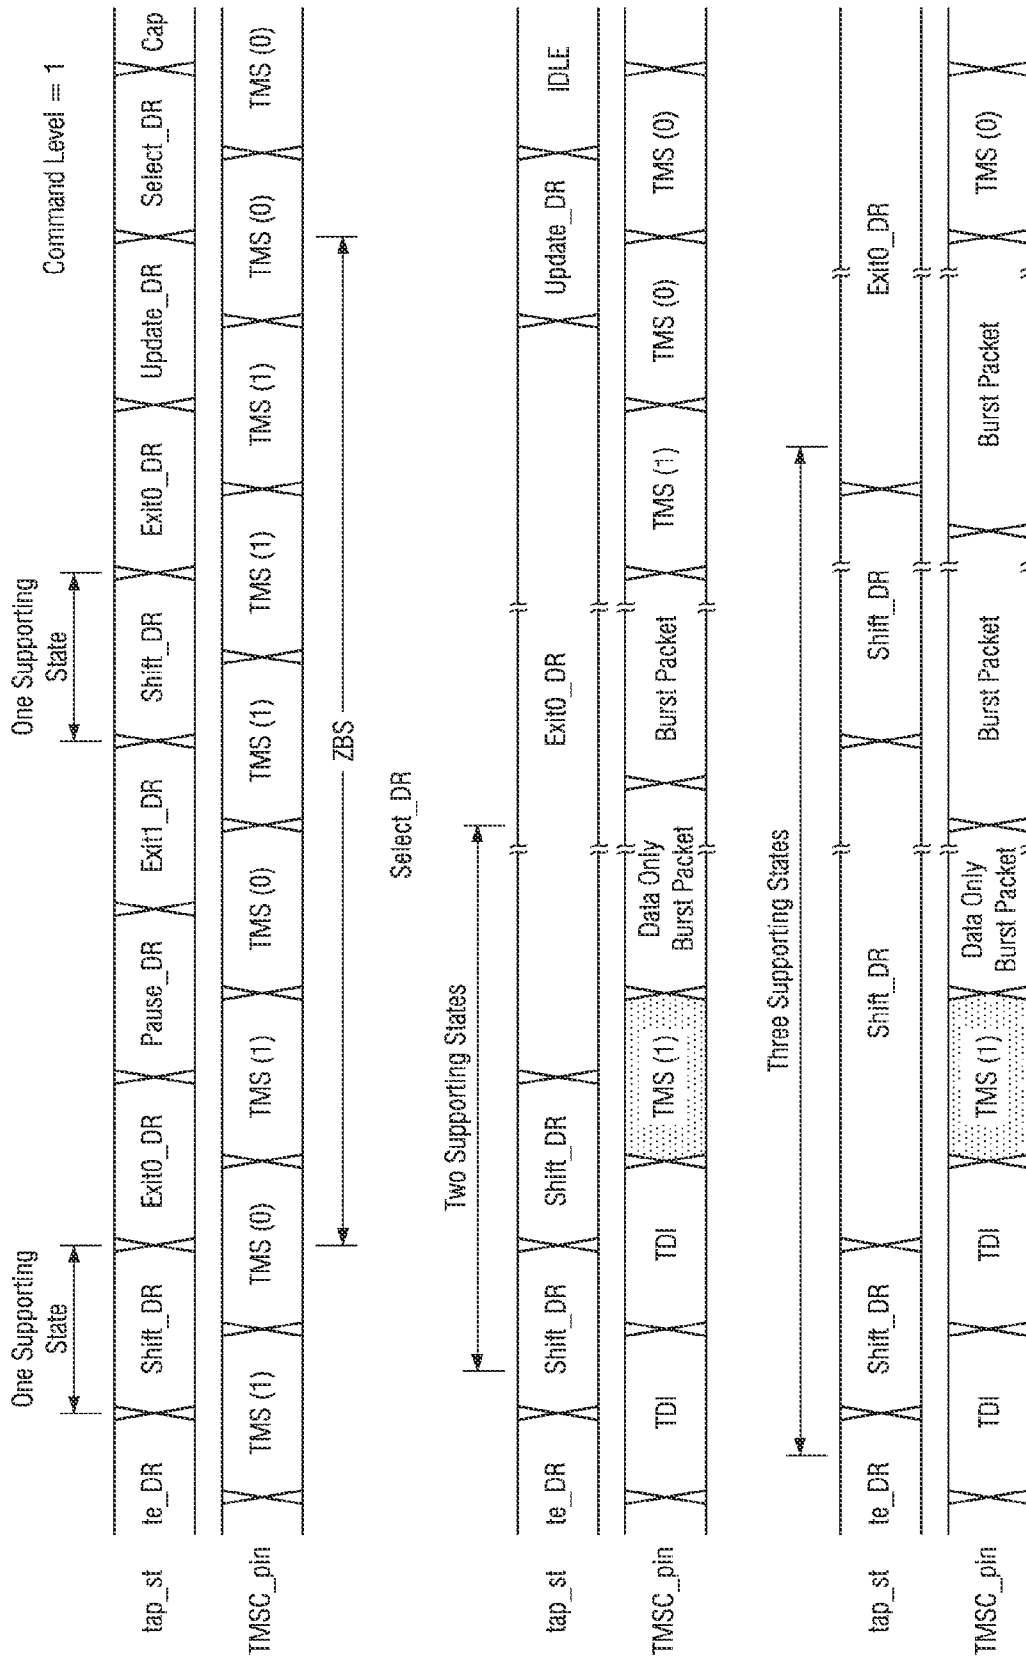 Command Level = 1
One Supporting
State
One Supporting
State
tap_st te_DR Shift_DR Exit0_DR Pause_DR Exit1_DR Shift_DR Exit0_DR Update_DR Select_DR Cap
TMSC_pin TMS (1) TMS (0) TMS (1) TMS (0) TMS (1) TMS (1) TMS (1) TMS (0) TMS (0)
ZBS
Select_DR
Two Supporting States
tap_st te_DR Shift_DR Shift_DR Exit0_DR Update_DR IDLE
TMSC_pin TDI TDI TMS (1) Data Only Burst Packet Burst Packet TMS (1) TMS (0) TMS (0)
Three Supporting States
tap_st te_DR Shift_DR Shift_DR Shift_DR Exit0_DR
TMSC_pin TDI TDI TMS (1) Data Only Burst Packet Burst Packet Burst Packet TMS (0)